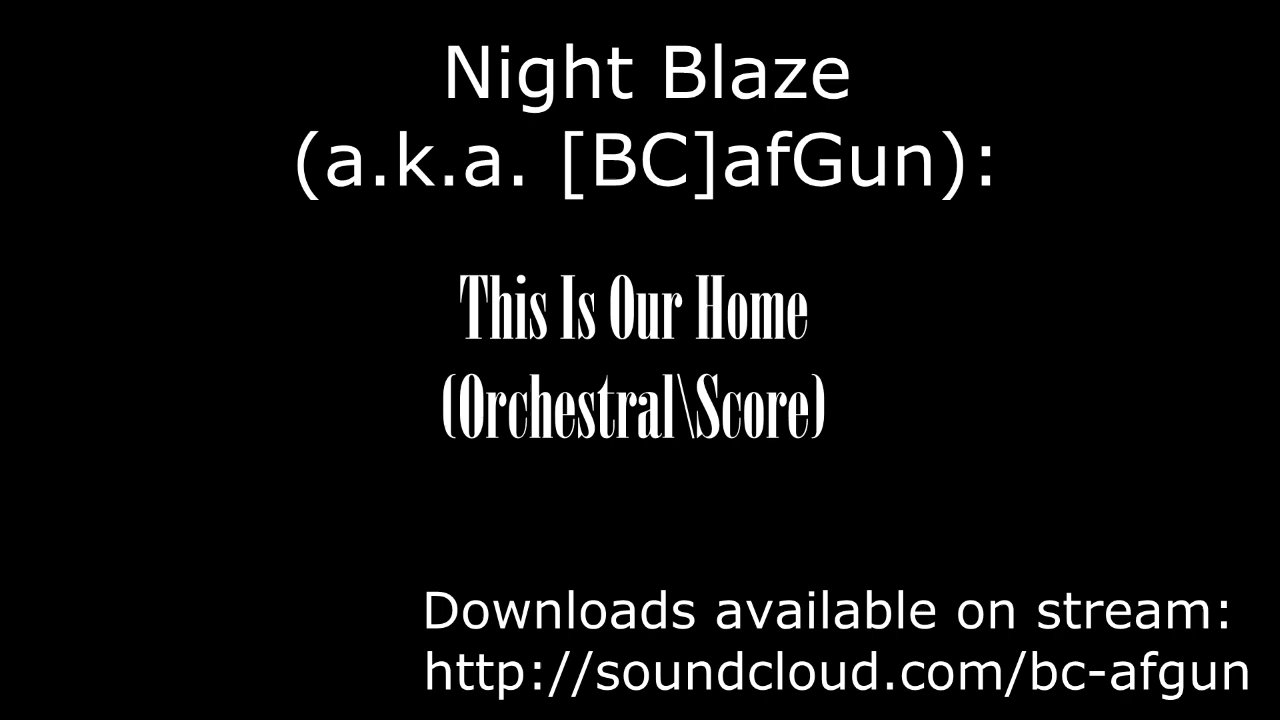 Night Blaze
(a.k.a. [BC]afGun):
This Is Our Home
(Orchestral\Score)
Downloads available on stream:
http://soundcloud.com/bc-afgun